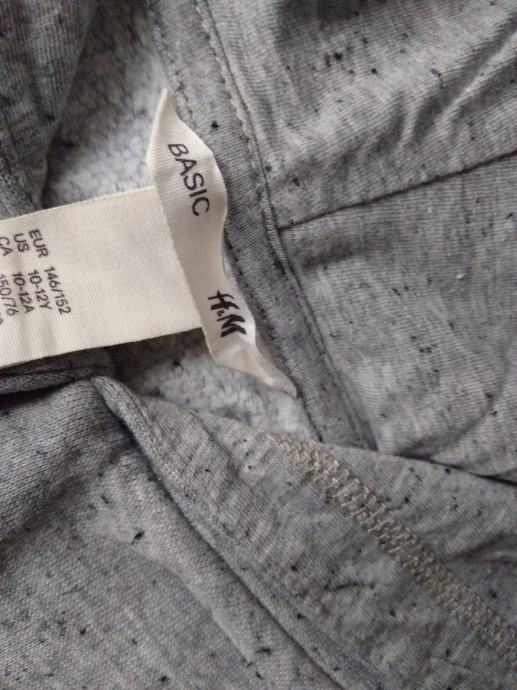 BASIC
H&M
EUR 146/152
US 10-12Y
CA 10-12A
150/76